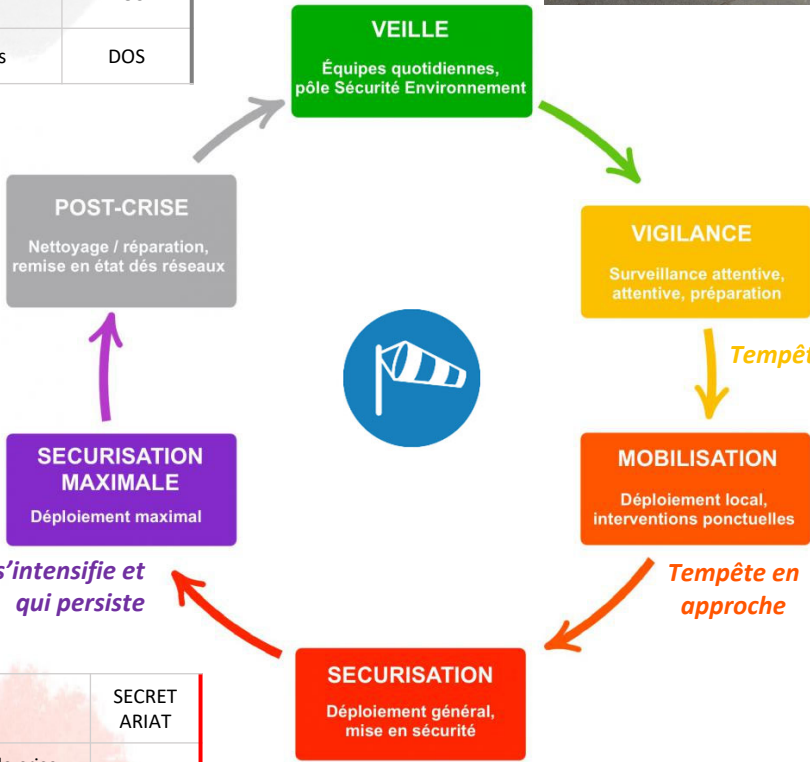 DOS
VEILLE
Équipes quotidiennes,
pôle Sécurité Environnement
POST-CRISE
Nettoyage / réparation,
remise en état dés réseaux
VIGILANCE
Surveillance attentive,
attentive, préparation
SECURISATION
MAXIMALE
Déploiement maximal
MOBILISATION
Déploiement local,
interventions ponctuelles
s'intensifie et
qui persiste
Tempête en
approche
SECURISATION
Déploiement général,
mise en sécurité
SECRET
ARIAT